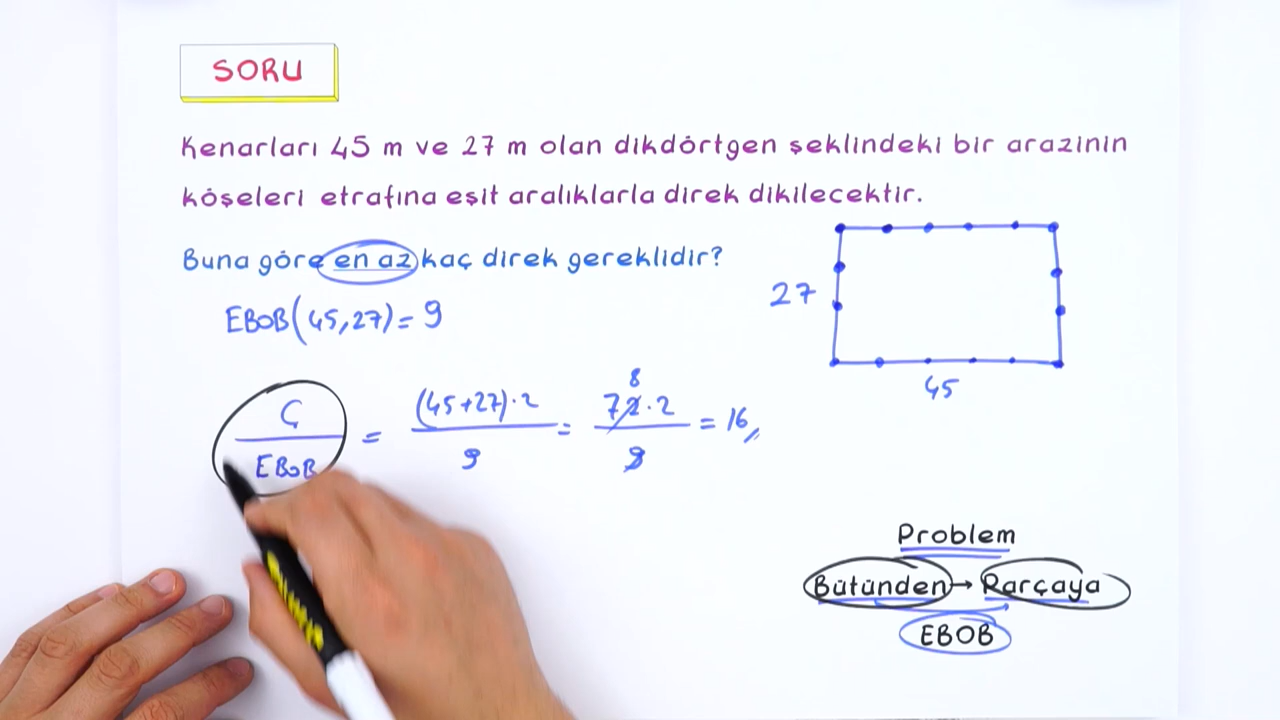 SORU
Kenarları 45 m ve 27 m olan dikdörtgen şeklindeki bir arazinin
köşeleri etrafına eşit aralıklarla direk dikilecektir.
Buna göre en az kaç direk gereklidir?
EBOB(45,27) = 9
27
45
Ç / EBOB = (45+27)·2 / 9 = 72·2 / 9 = 16
8
Problem
Bütünden → Parçaya
EBOB